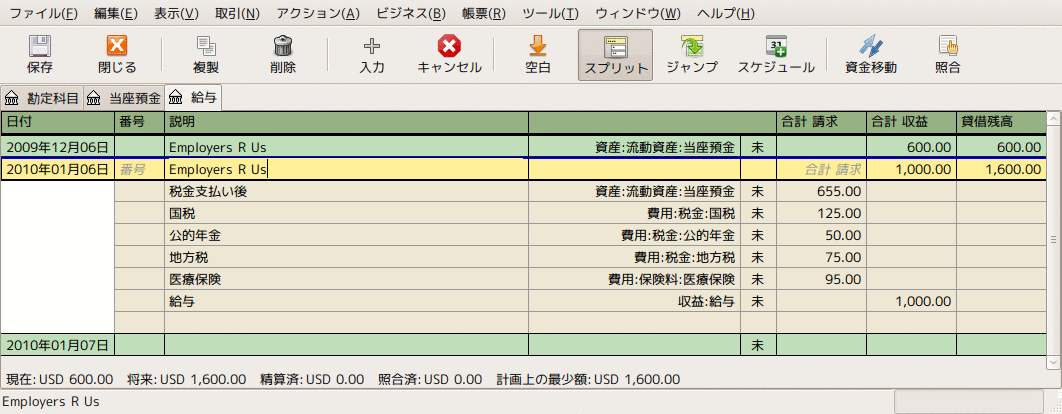 ファイル(F) 編集(E) 表示(V) 取引(N) アクション(A) ビジネス(B) 帳票(R) ツール(T) ウィンドウ(W) ヘルプ(H)
保存 閉じる 複製 削除 入力 キャンセル 空白 スプリット ジャンプ スケジュール 資金移動 照合
勘定科目 当座預金 給与
日付 番号 説明 合計 請求 合計 収益 貸借残高
2009年12月06日 Employers R Us 資産:流動資産:当座預金 未 600.00 600.00
2010年01月06日 番号 Employers R Us 合計 請求 1,000.00 1,600.00
税金支払い後 資産:流動資産:当座預金 未 655.00
国税 費用:税金:国税 未 125.00
公的年金 費用:税金:公的年金 未 50.00
地方税 費用:税金:地方税 未 75.00
医療保険 費用:保険料:医療保険 未 95.00
給与 収益:給与 未 1,000.00
2010年01月07日 未
現在: USD 600.00 将来: USD 1,600.00 精算済: USD 0.00 照合済: USD 0.00 計画上の最少額: USD 1,600.00
Employers R Us